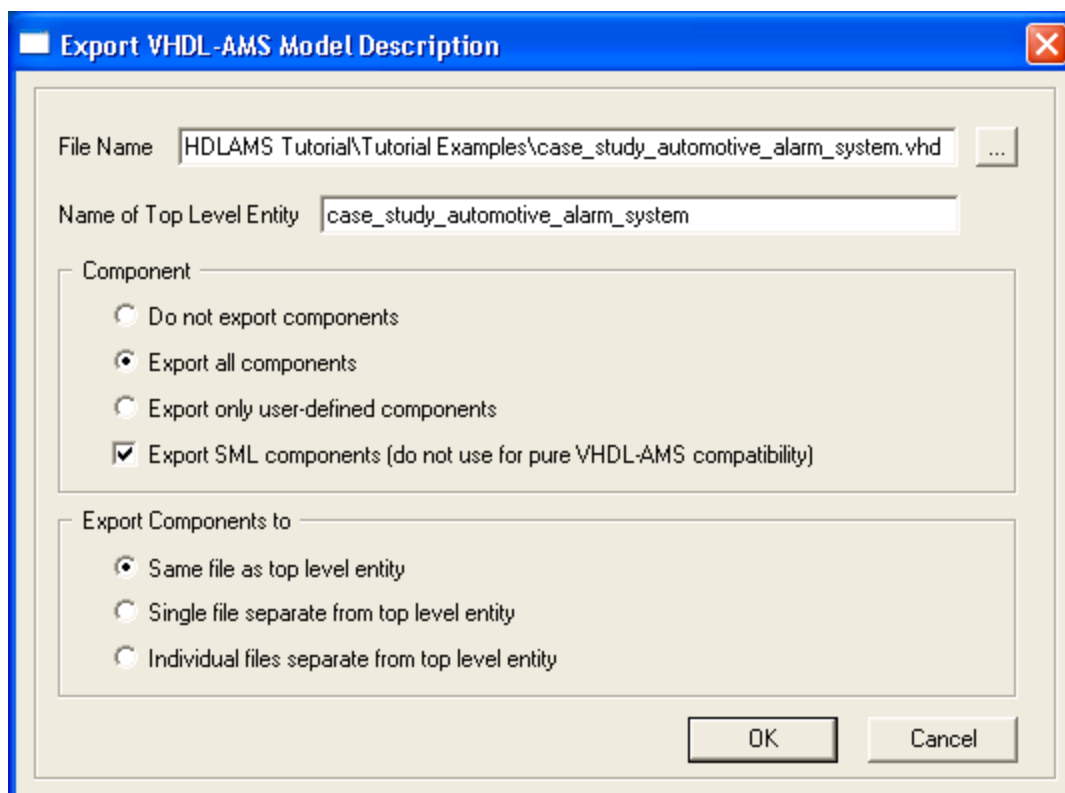 Export VHDL-AMS Model Description
File Name HDLAMS Tutorial\Tutorial Examples\case_study_automotive_alarm_system.vhd ...
Name of Top Level Entity case_study_automotive_alarm_system
Component
Do not export components
Export all components
Export only user-defined components
Export SML components (do not use for pure VHDL-AMS compatibility)
Export Components to
Same file as top level entity
Single file separate from top level entity
Individual files separate from top level entity
OK Cancel